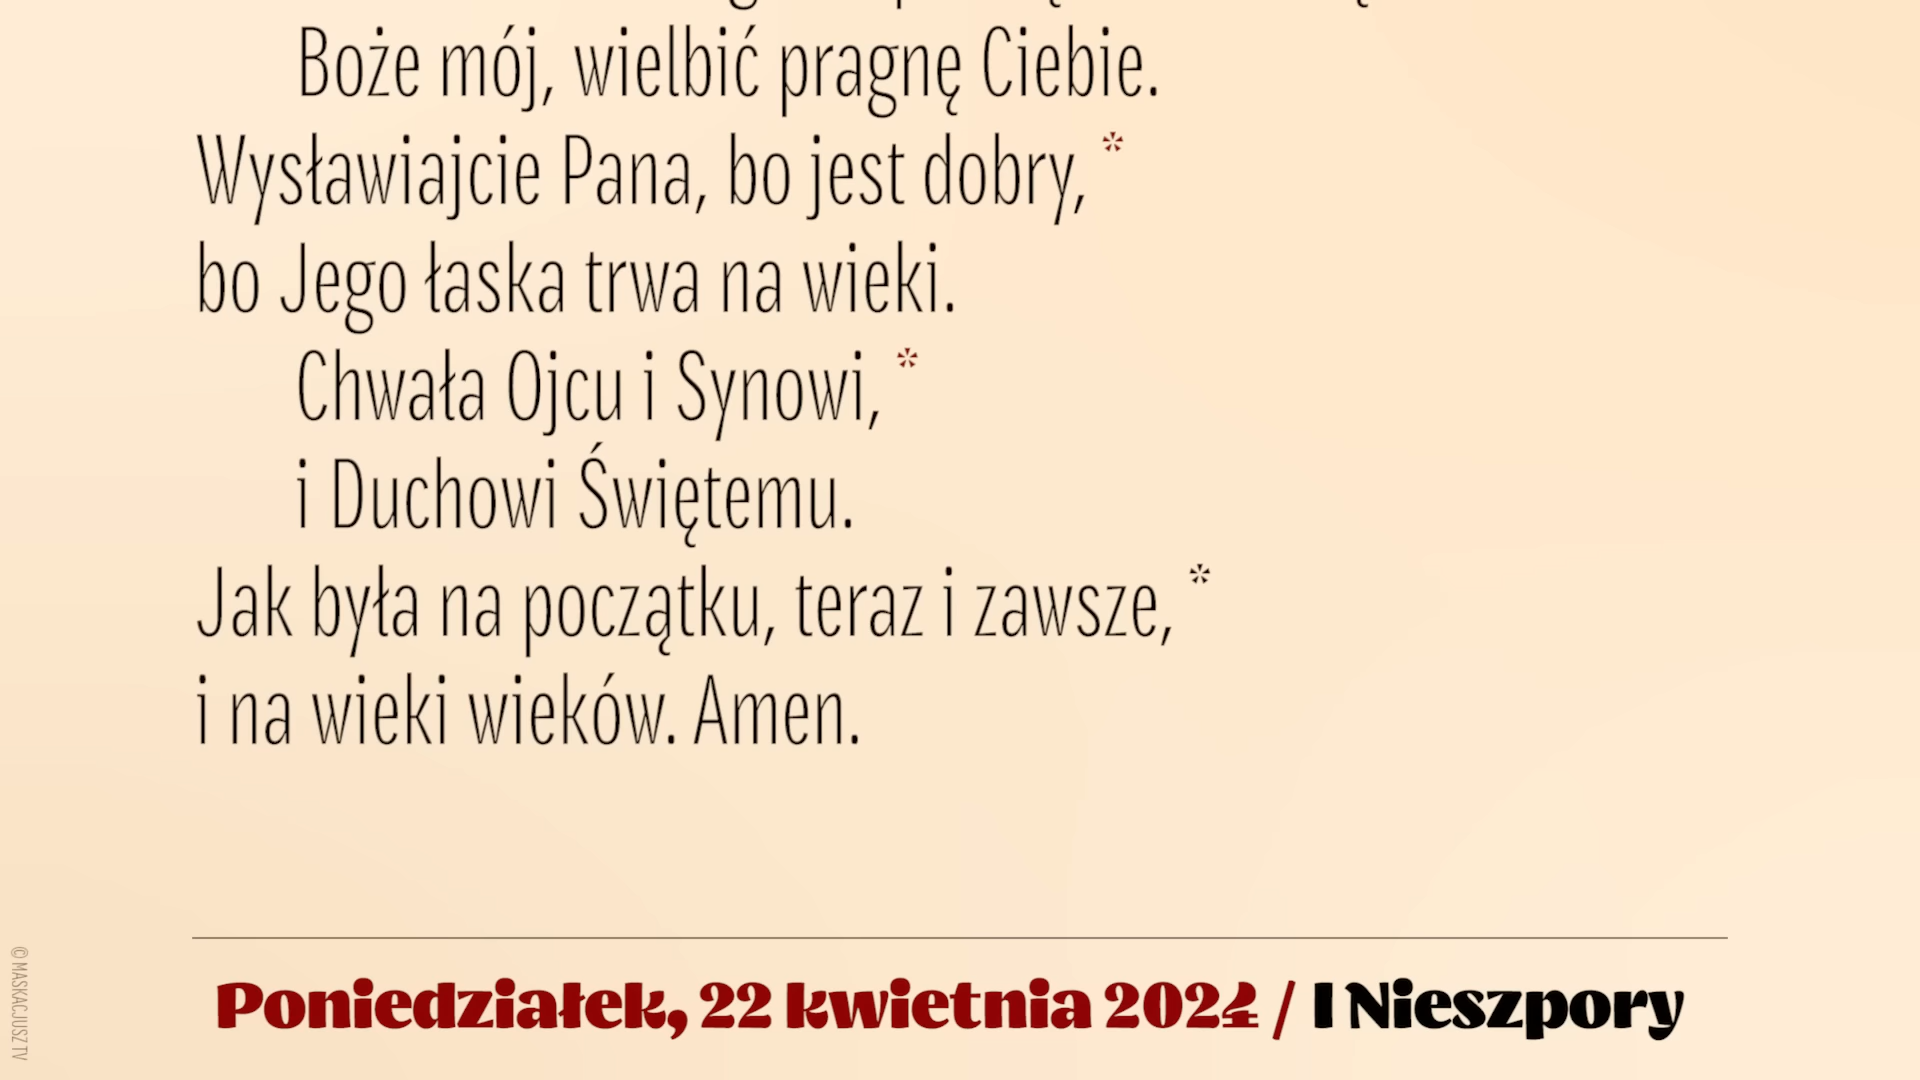 Boże mój, wielbić pragnę Ciebie.
Wysławiajcie Pana, bo jest dobry, *
bo Jego łaska trwa na wieki.
Chwała Ojcu i Synowi, *
i Duchowi Świętemu.
Jak była na początku, teraz i zawsze, *
i na wieki wieków. Amen.
Poniedziałek, 22 kwietnia 2024 / I Nieszpory
© MASKACJUSZ TV